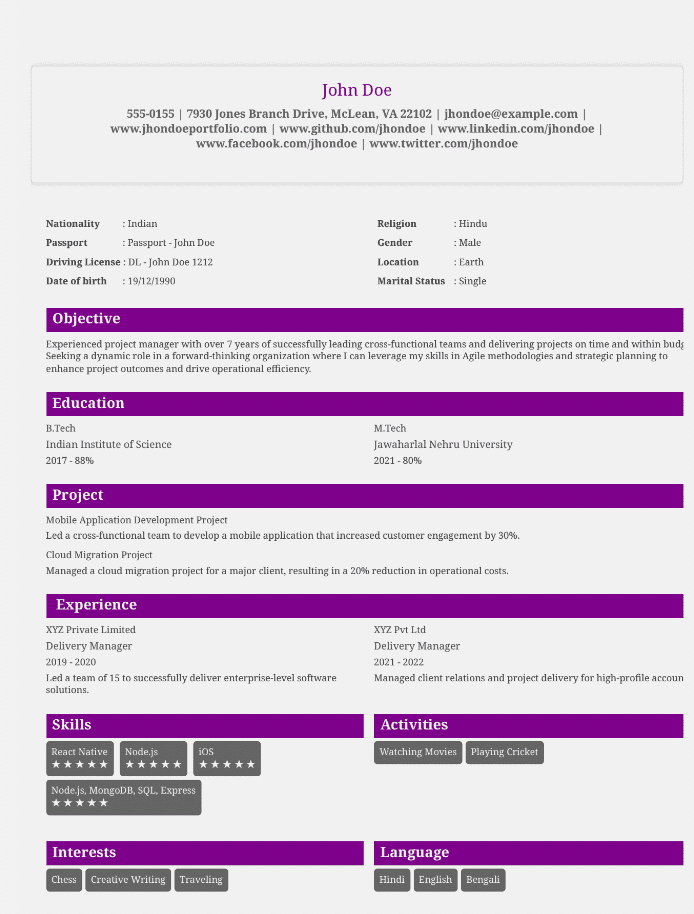 John Doe
555-0155 | 7930 Jones Branch Drive, McLean, VA 22102 | jhondoe@example.com |
www.jhondoeportfolio.com | www.github.com/jhondoe | www.linkedin.com/jhondoe |
www.facebook.com/jhondoe | www.twitter.com/jhondoe
Nationality : Indian
Religion : Hindu
Passport : Passport - John Doe
Gender : Male
Driving License : DL - John Doe 1212
Location : Earth
Date of birth : 19/12/1990
Marital Status : Single
Objective
Experienced project manager with over 7 years of successfully leading cross-functional teams and delivering projects on time and within
Seeking a dynamic role in a forward-thinking organization where I can leverage my skills in Agile methodologies and strategic planning to
enhance project outcomes and drive operational efficiency.
Education
B.Tech
Indian Institute of Science
2017 - 88%
M.Tech
Jawaharlal Nehru University
2021 - 80%
Project
Mobile Application Development Project
Led a cross-functional team to develop a mobile application that increased customer engagement by 30%.
Cloud Migration Project
Managed a cloud migration project for a major client, resulting in a 20% reduction in operational costs.
Experience
XYZ Private Limited
Delivery Manager
2019 - 2020
Led a team of 15 to successfully deliver enterprise-level software
solutions.
XYZ Pvt Ltd
Delivery Manager
2021 - 2022
Managed client relations and project delivery for high-profile
Skills
React Native
★★★★★
Node.js
★★★★★
iOS
★★★★★
Node.js, MongoDB, SQL, Express
★★★★★
Activities
Watching Movies
Playing Cricket
Interests
Chess
Creative Writing
Traveling
Language
Hindi
English
Bengali